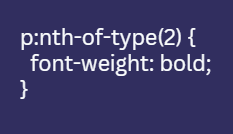 p:nth-of-type(2) {
  font-weight: bold;
}